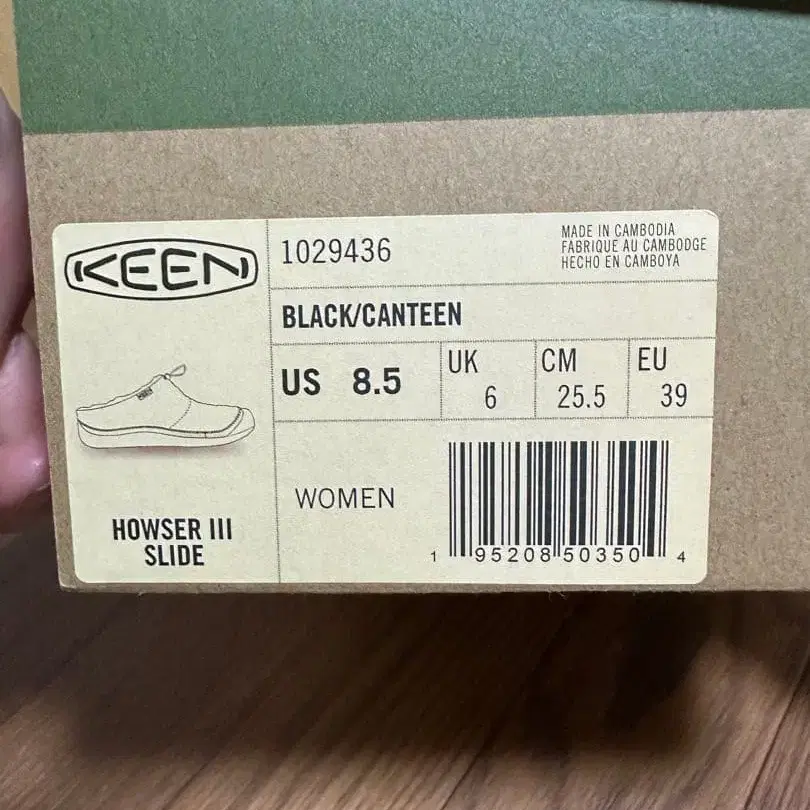 KEEN
1029436
MADE IN CAMBODIA
FABRIQUE AU CAMBODGE
HECHO EN CAMBOYA
BLACK/CANTEEN
US 8.5
UK 6
CM 25.5
EU 39
WOMEN
HOWSER III
SLIDE
1 95208 50350 4